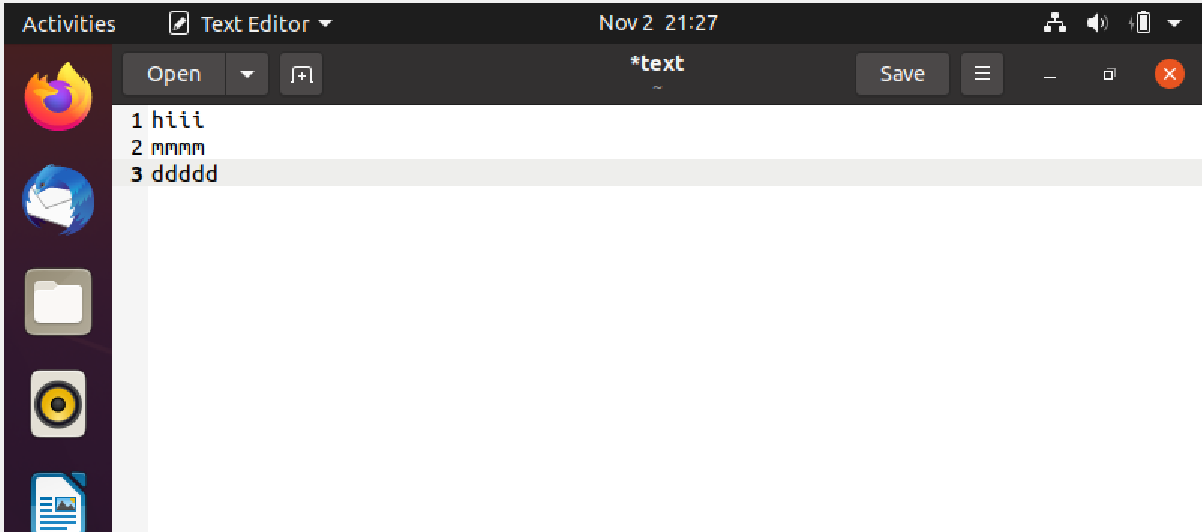 Activities Text Editor Nov 2 21:27
Open *text Save
~
1 hiii
2 mmmm
3 ddddd